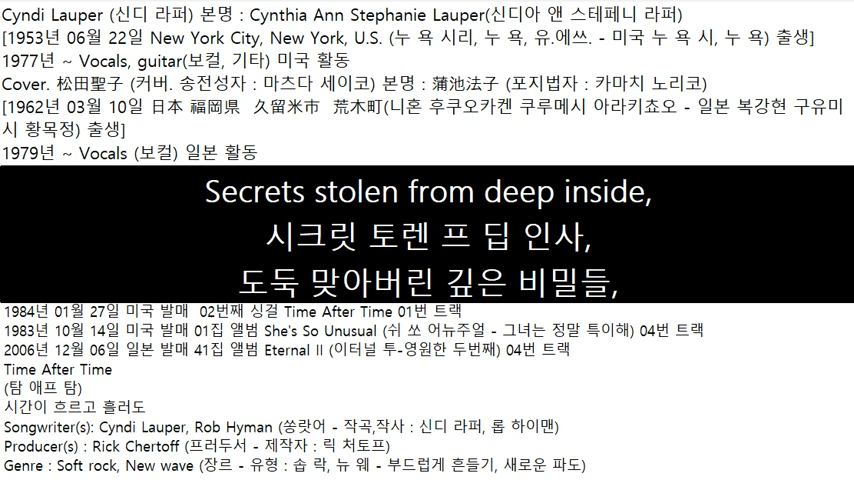 Cyndi Lauper (신디 라퍼) 본명 : Cynthia Ann Stephanie Lauper(신디아 앤 스테페니 라퍼)
[1953년 06월 22일 New York City, New York, U.S. (누 욕 시리, 누 욕, 유.에쓰. - 미국 누 욕 시, 누 욕) 출생]
1977년 ~ Vocals, guitar(보컬, 기타) 미국 활동
Cover. 松田聖子 (커버. 송전성자 : 마츠다 세이코) 본명 : 蒲池法子 (포지법자 : 카마치 노리코)
[1962년 03월 10일 日本 福岡県 久留米市 荒木町(니혼 후쿠오카켄 쿠루메시 아라키쵸오 - 일본 복강현 구유미
시 황목정) 출생]
1979년 ~ Vocals (보컬) 일본 활동
Secrets stolen from deep inside,
시크릿 토렌 프 딥 인사,
도둑 맞아버린 깊은 비밀들,
1984년 01월 27일 미국 발매 02번째 싱글 Time After Time 01번 트랙
1983년 10월 14일 미국 발매 01집 앨범 She's So Unusual (쉬 쏘 어뉴주얼 - 그녀는 정말 특이해) 04번 트랙
2006년 12월 06일 일본 발매 41집 앨범 Eternal II (이터널 투-영원한 두번째) 04번 트랙
Time After Time
(탐 애프 탐)
시간이 흐르고 흘러도
Songwriter(s): Cyndi Lauper, Rob Hyman (쏭랏어 - 작곡,작사 : 신디 라퍼, 롭 하이맨)
Producer(s) : Rick Chertoff (프러두서 - 제작자 : 릭 처토프)
Genre : Soft rock, New wave (장르 - 유형 : 솝 락, 뉴 웨 - 부드럽게 흔들기, 새로운 파도)